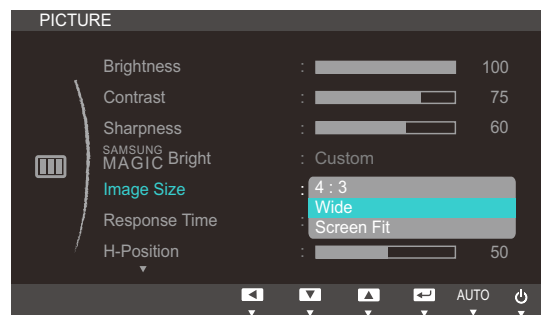 PICTURE
Brightness : 100
Contrast : 75
Sharpness : 60
SAMSUNG MAGIC Bright : Custom
Image Size : 4 : 3
Wide
Screen Fit
Response Time :
H-Position : 50
AUTO